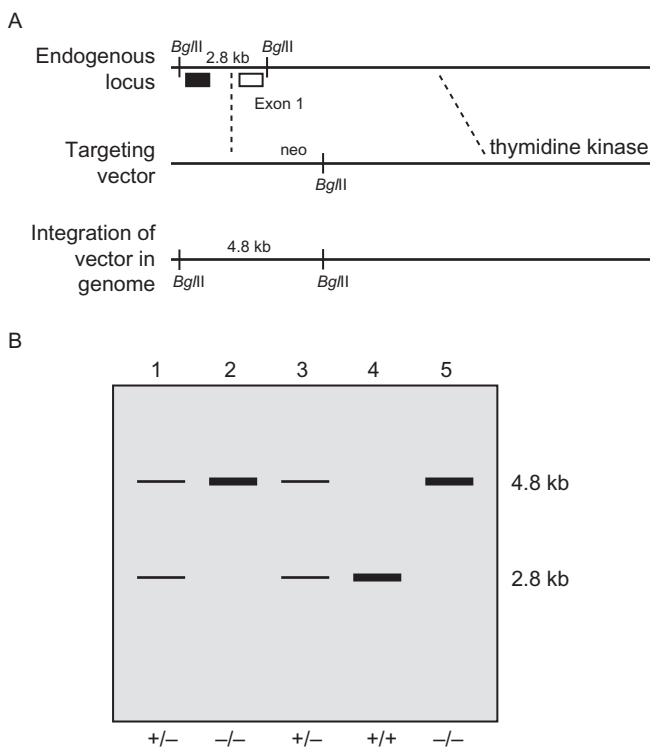 A
BglII 2.8 kb BglII
Endogenous
locus
Exon 1
Targeting
vector
neo
thymidine kinase
BglII
Integration of
vector in
genome
4.8 kb
BglII BglII
B
1 2 3 4 5
4.8 kb
2.8 kb
+/– –/– +/– +/+ –/–